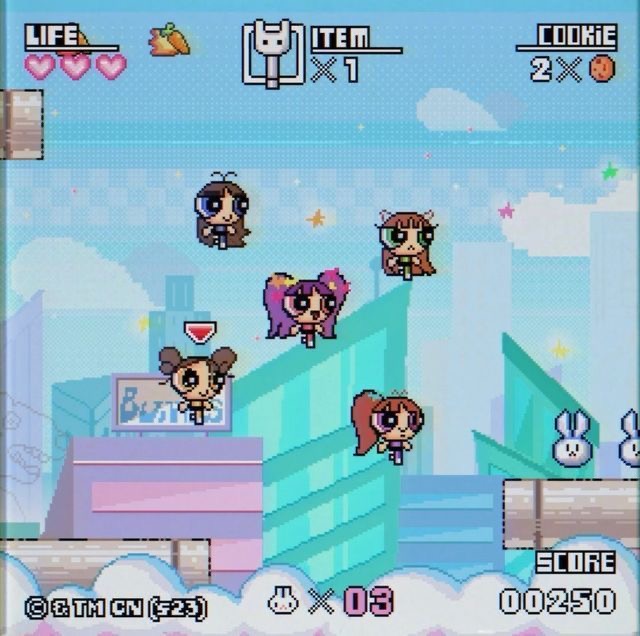 LIFE
ITEM
COOKiE
×1
2×
SCORE
© & TM CN (s23)
×03
00250